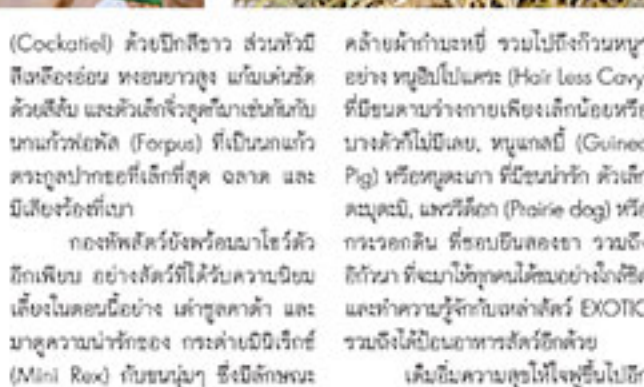 (Cockatiel) ด้วยปีกสีขาว ส่วนหัวมี
สีเหลืองอ่อน หงอนยาวสูง แก้มเด่นชัด
ด้วยสีส้ม และตัวเล็กจิ๋วสุดก็มาเช่นกันกับ
นกแก้วฟอพัส (Forpus) ที่เป็นนกแก้ว
ตระกูลปากขอที่เล็กที่สุด ฉลาด และ
มีเสียงร้องที่เบา
กองทัพสัตว์ยังพร้อมมาโชว์ตัว
อีกเพียบ อย่างสัตว์ที่ได้รับความนิยม
เลี้ยงในตอนนี้อย่าง เต่าซูลคาต้า และ
มาดูความน่ารักของ กระต่ายมินิเร็กซ์
(Mini Rex) กับขนนุ่มๆ ซึ่งมีลักษณะ
คล้ายผ้ากำมะหยี่ รวมไปถึงก๊วนหนูๆ
อย่าง หนูฮิปโปแคระ (Hair Less Cavy)
ที่มีขนตามร่างกายเพียงเล็กน้อยหรือ
บางตัวก็ไม่มีเลย, หนูแกสบี้ (Guinea
Pig) หรือหนูตะเภา ที่มีขนน่ารัก ตัวเล็ก
ตะมุตะมิ, แพรรี่ด็อก (Prairie dog) หรือ
กระรอกดิน ที่ชอบยืนสองขา รวมถึง
อิกัวนา ที่จะมาให้ทุกคนได้ชมอย่างใกล้ชิด
และทำความรู้จักกับเหล่าสัตว์ EXOTIC
รวมถึงได้ป้อนอาหารสัตว์อีกด้วย
เติมอิ่มความสุขให้ใจฟูขึ้นไปอีก